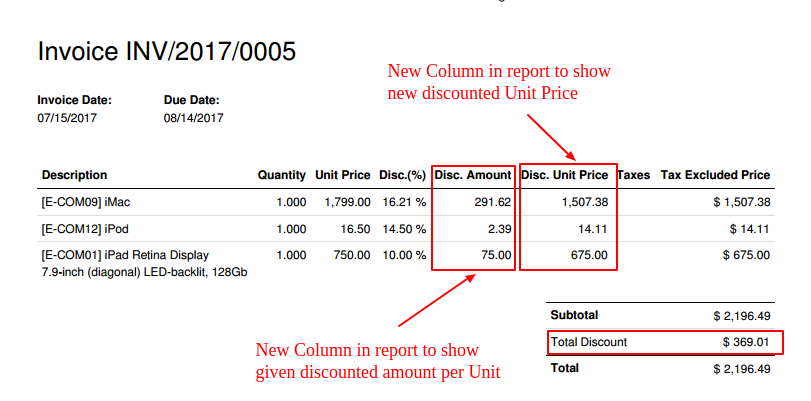 Invoice INV/2017/0005
New Column in report to show
new discounted Unit Price
Invoice Date: Due Date:
07/15/2017 08/14/2017
Description Quantity Unit Price Disc.(%) Disc. Amount Disc. Unit Price Taxes Tax Excluded Price
[E-COM09] iMac 1.000 1,799.00 16.21 % 291.62 1,507.38 $ 1,507.38
[E-COM12] iPod 1.000 16.50 14.50 % 2.39 14.11 $ 14.11
[E-COM01] iPad Retina Display 1.000 750.00 10.00 % 75.00 675.00 $ 675.00
7.9-inch (diagonal) LED-backlit, 128Gb
Subtotal $ 2,196.49
Total Discount $ 369.01
Total $ 2,196.49
New Column in report to show
given discounted amount per Unit